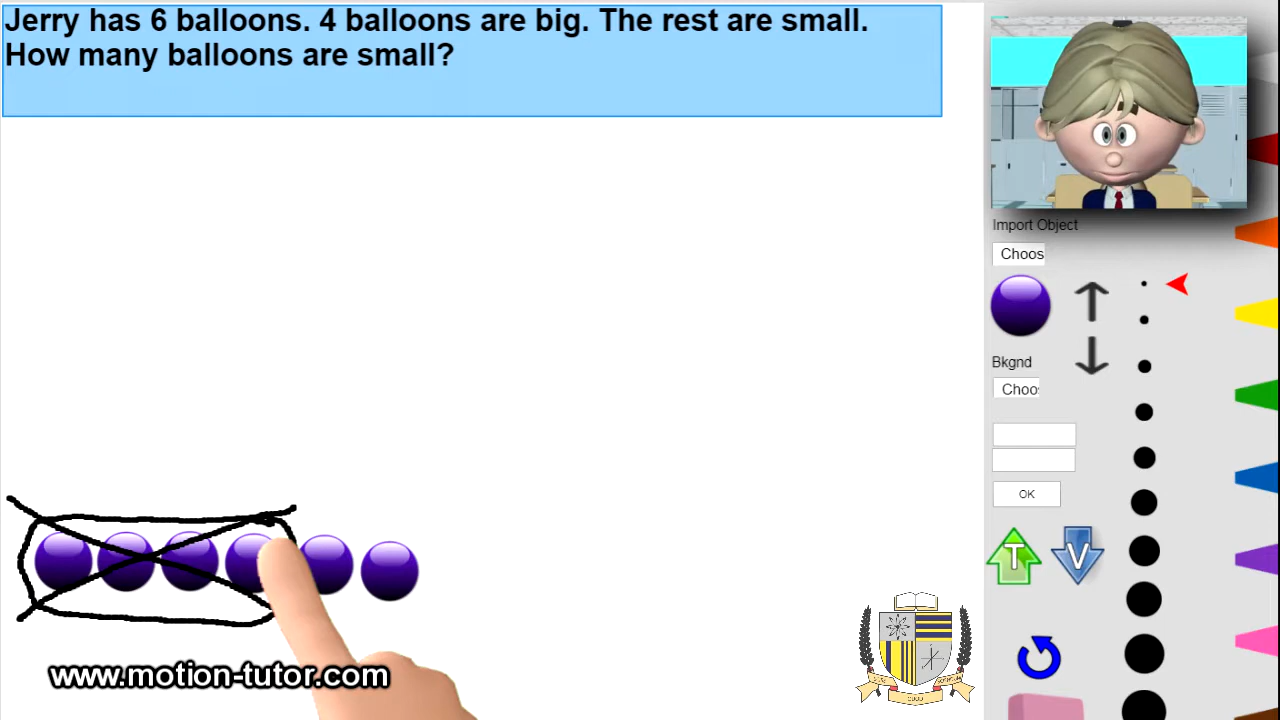 Jerry has 6 balloons. 4 balloons are big. The rest are small.
How many balloons are small?
Import Object
Choos
Bkgnd
Choo
OK
T
V
www.motion-tutor.com